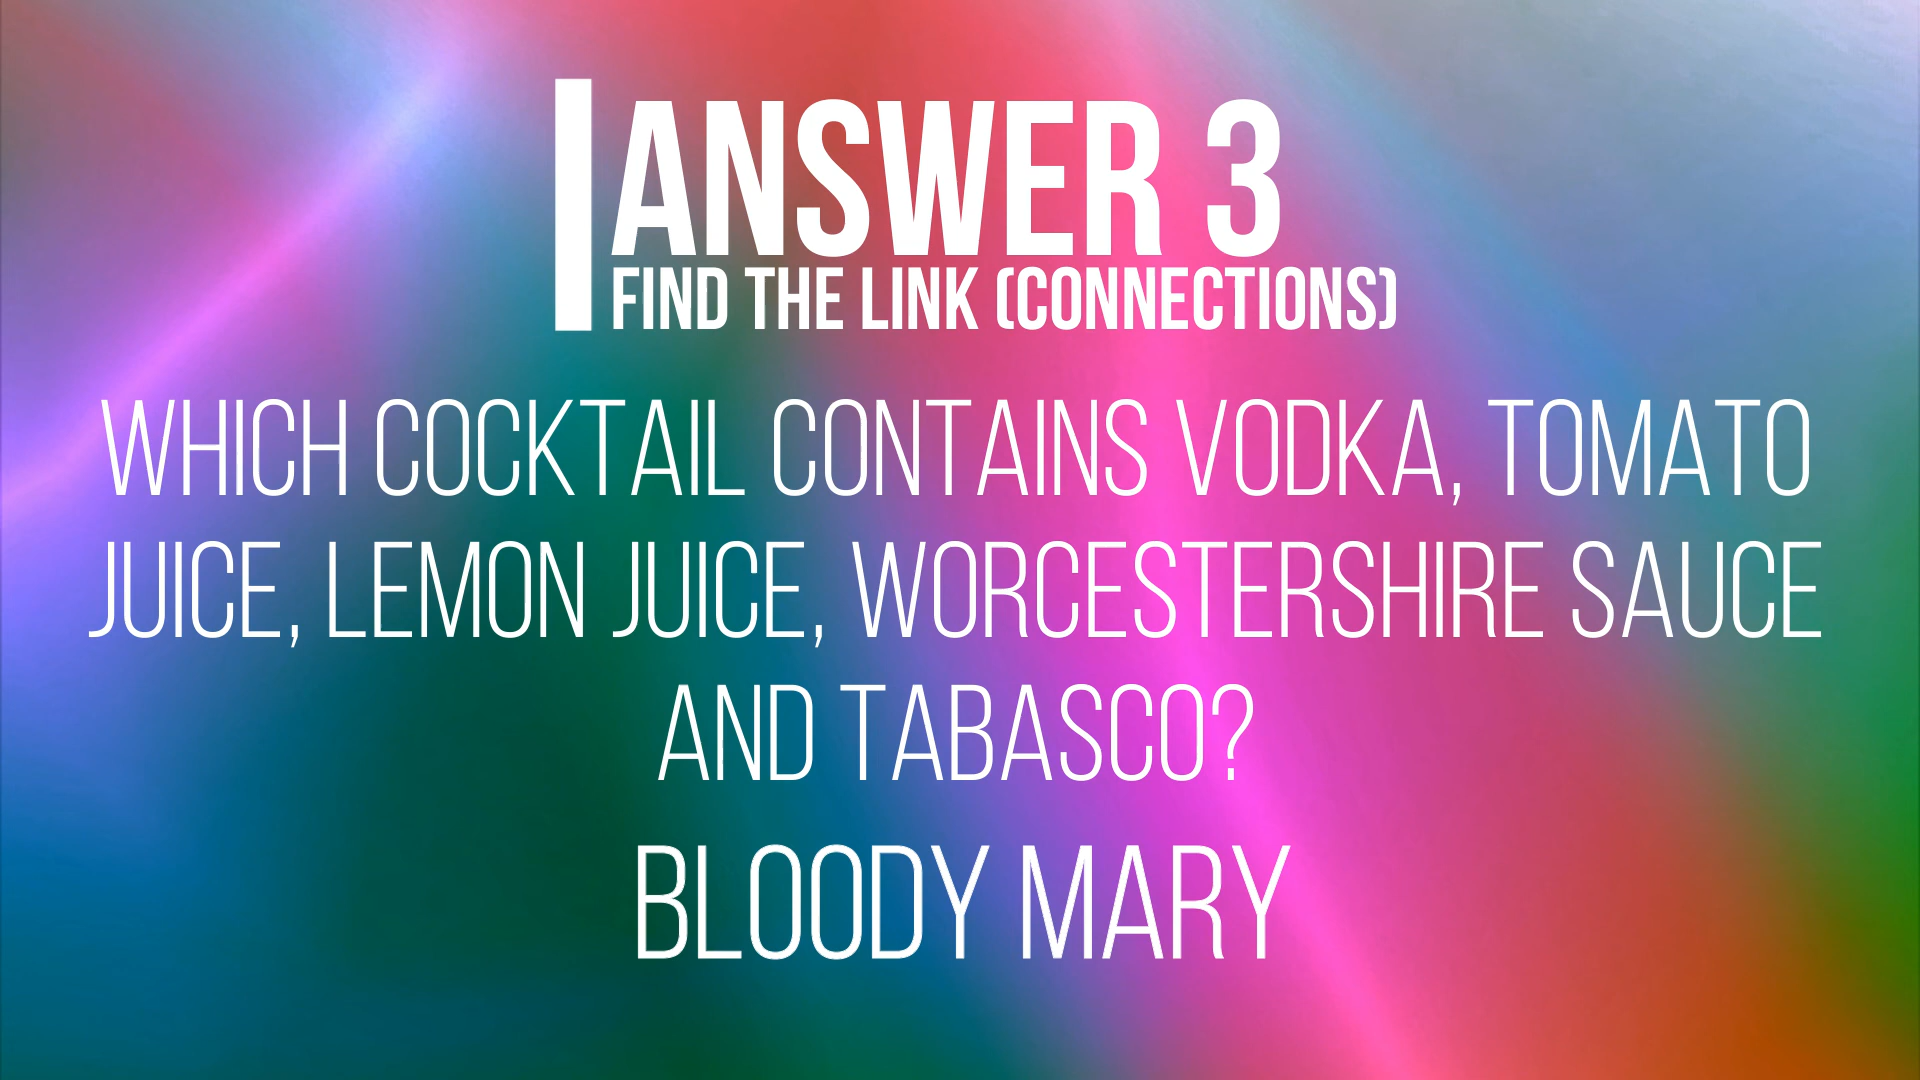 ANSWER 3
FIND THE LINK (CONNECTIONS)
WHICH COCKTAIL CONTAINS VODKA, TOMATO
JUICE, LEMON JUICE, WORCESTERSHIRE SAUCE
AND TABASCO?
BLOODY MARY